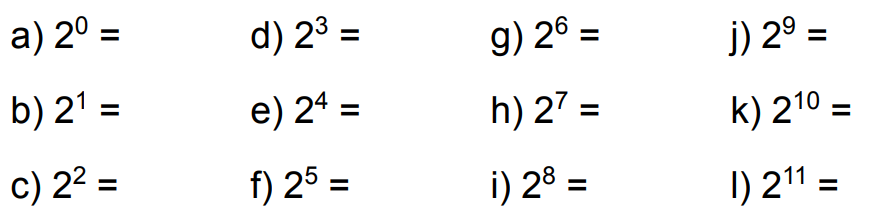 a) 2⁰ = d) 2³ = g) 2⁶ = j) 2⁹ =
b) 2¹ = e) 2⁴ = h) 2⁷ = k) 2¹⁰ =
c) 2² = f) 2⁵ = i) 2⁸ = l) 2¹¹ =